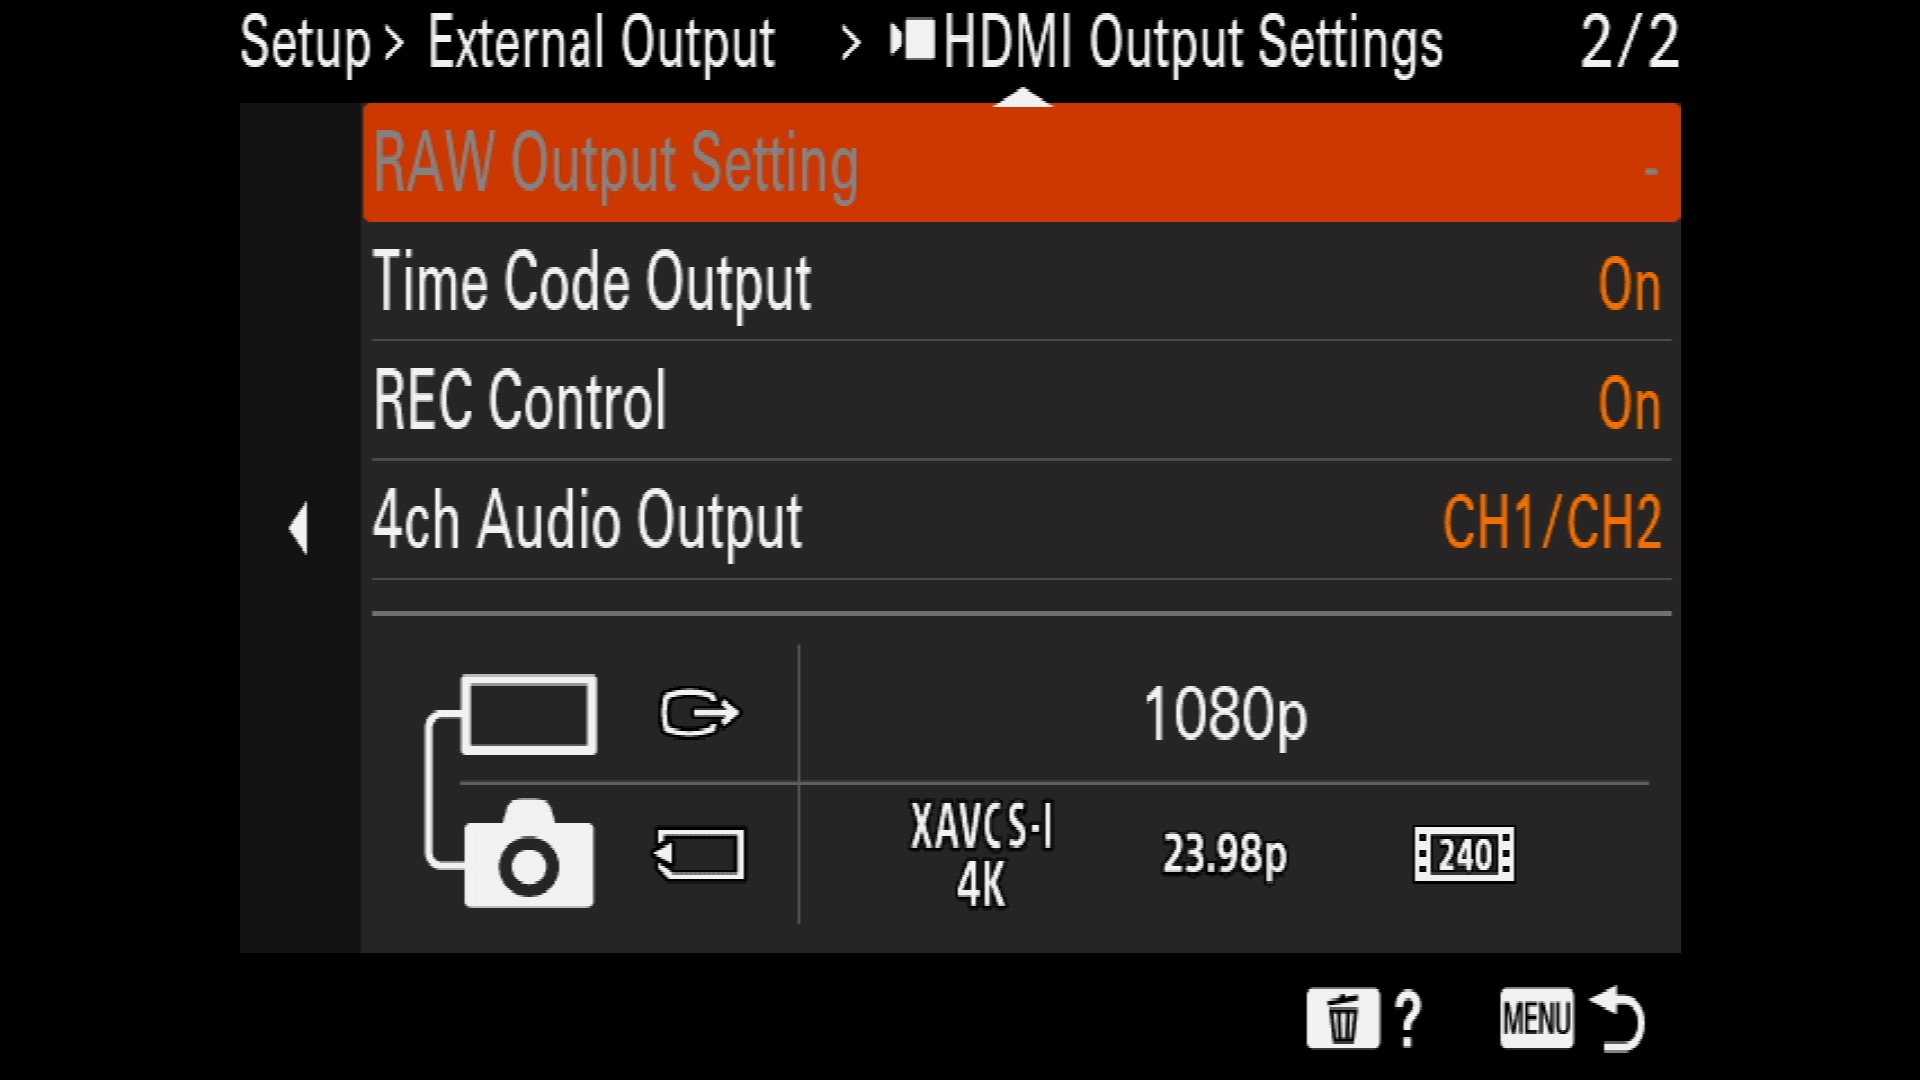 Setup > External Output > HDMI Output Settings 2/2
RAW Output Setting -
Time Code Output On
REC Control On
4ch Audio Output CH1/CH2
1080p
XAVC S-I
4K
23.98p
240
? MENU